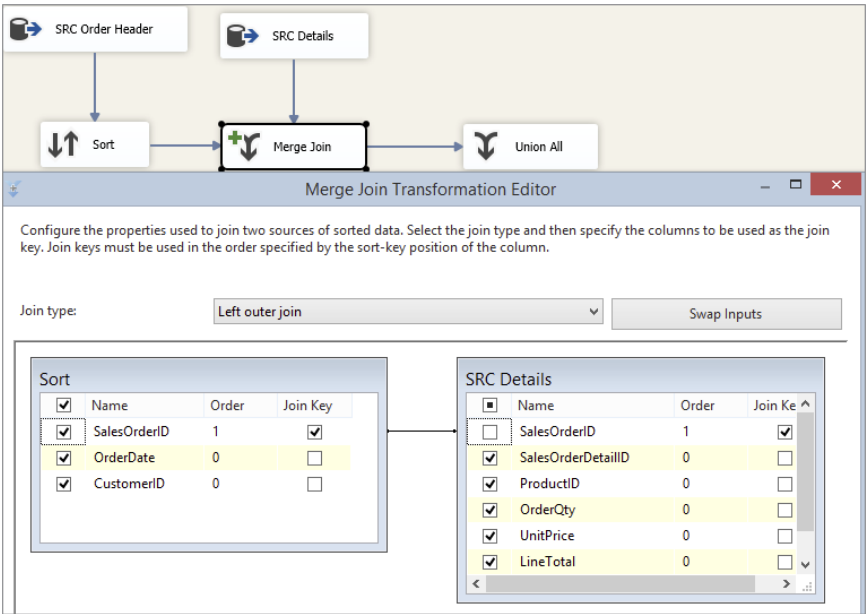 SRC Order Header
SRC Details
Sort
Merge Join
Union All
Merge Join Transformation Editor
Configure the properties used to join two sources of sorted data. Select the join type and then specify the columns to be used as the join
key. Join keys must be used in the order specified by the sort-key position of the column.
Join type:
Left outer join
Swap Inputs
Sort
Name Order Join Key
SalesOrderID 1
OrderDate 0
CustomerID 0
SRC Details
Name Order Join Ke
SalesOrderID 1
SalesOrderDetailID 0
ProductID 0
OrderQty 0
UnitPrice 0
LineTotal 0